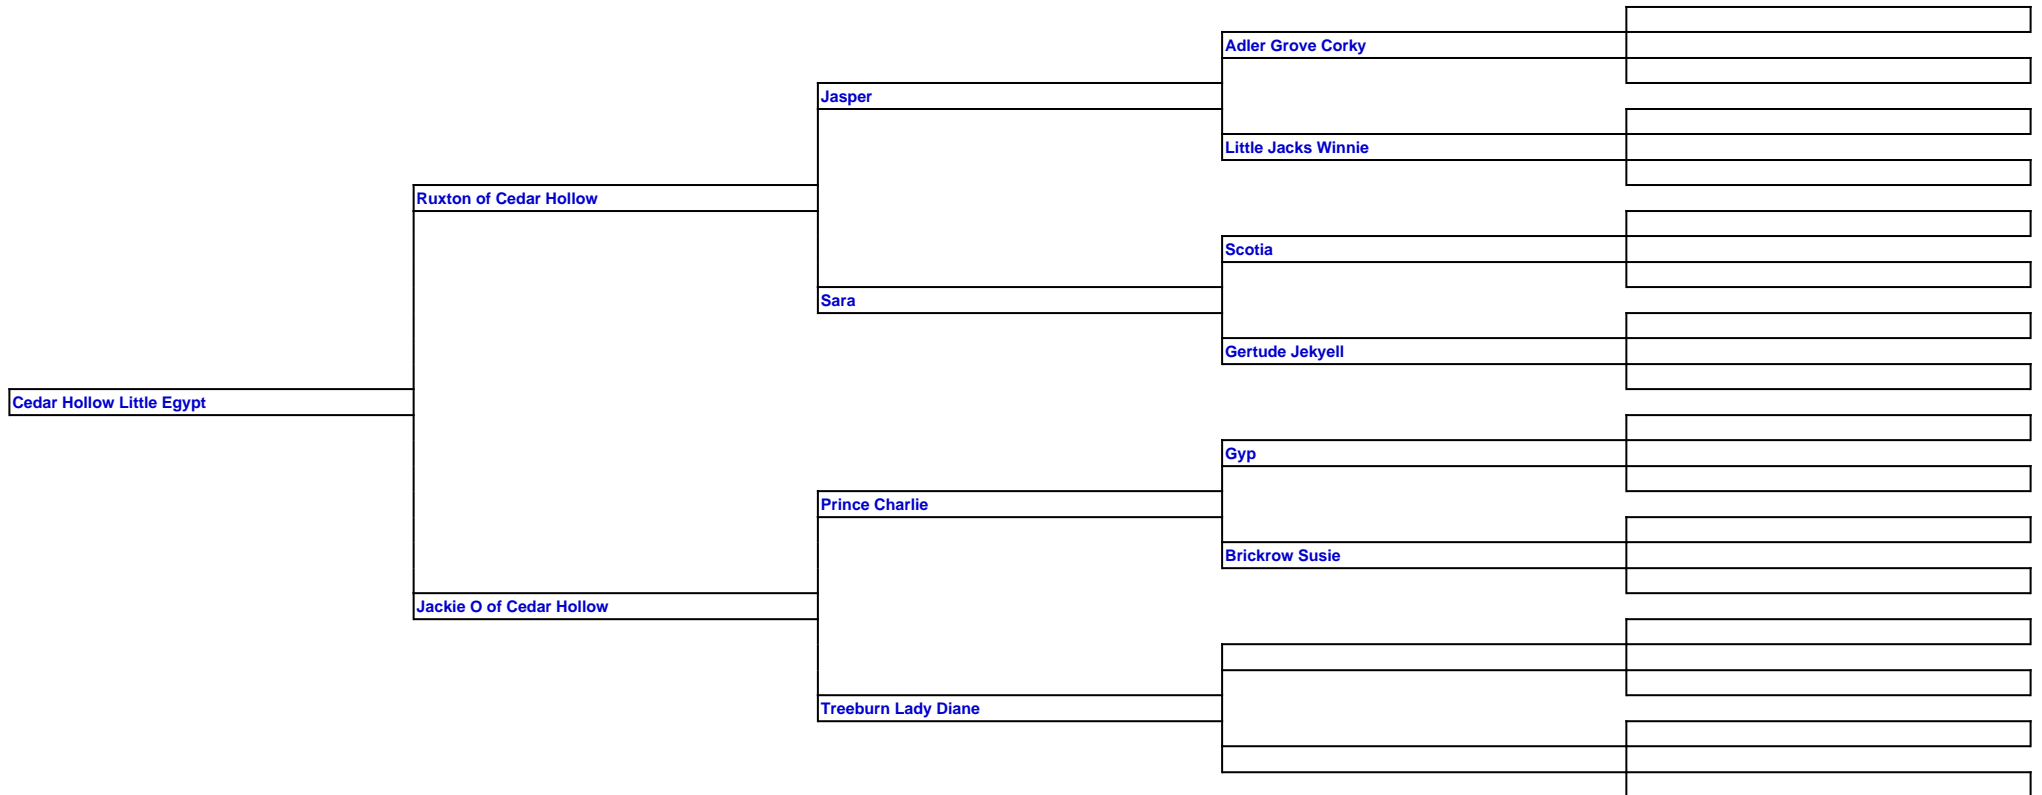 Adler Grove Corky
Jasper
Little Jacks Winnie
Ruxton of Cedar Hollow
Scotia
Sara
Gertude Jekyell
Cedar Hollow Little Egypt
Gyp
Prince Charlie
Brickrow Susie
Jackie O of Cedar Hollow
Treeburn Lady Diane